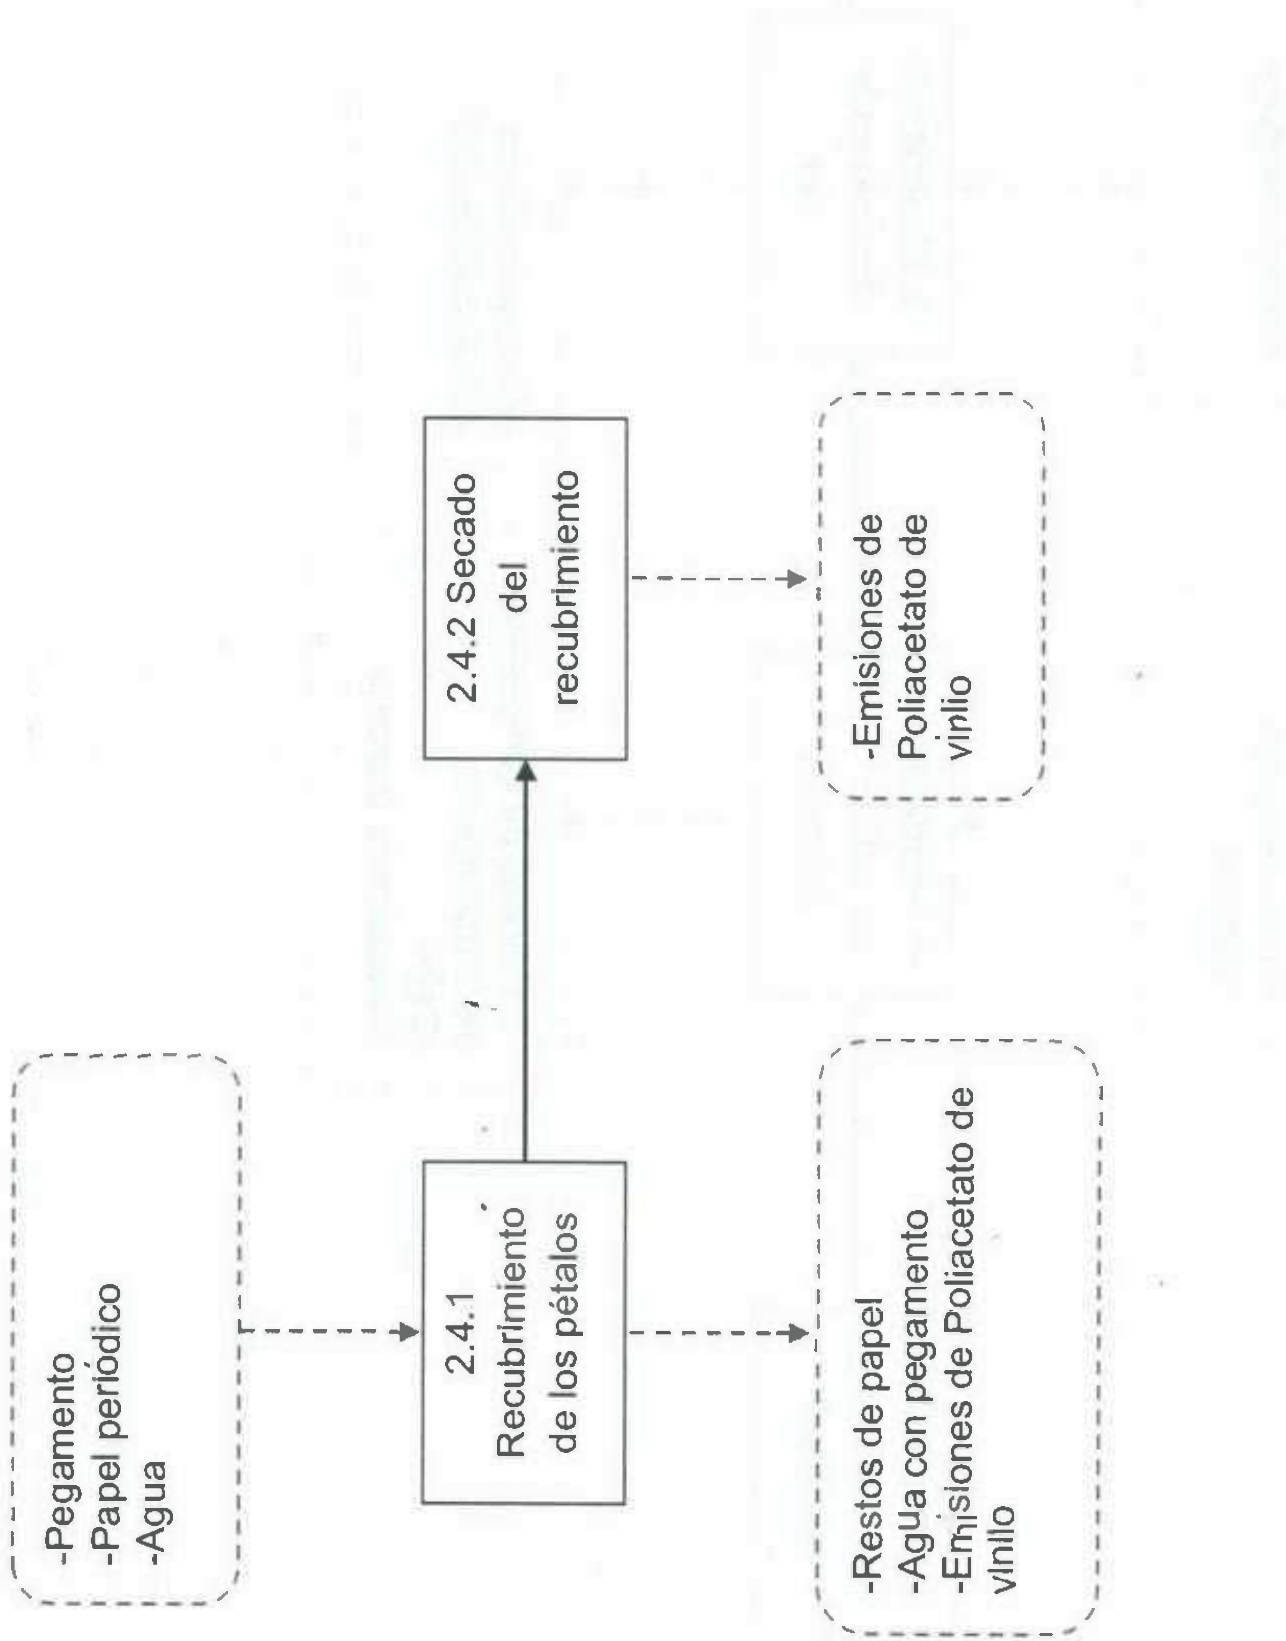 -Pegamento
-Papel periódico
-Agua
2.4.1
Recubrimiento
de los pétalos
2.4.2 Secado
del
recubrimiento
-Restos de papel
-Agua con pegamento
-Emisiones de Poliacetato de
vinilo
-Emisiones de
Poliacetato de
vinilo